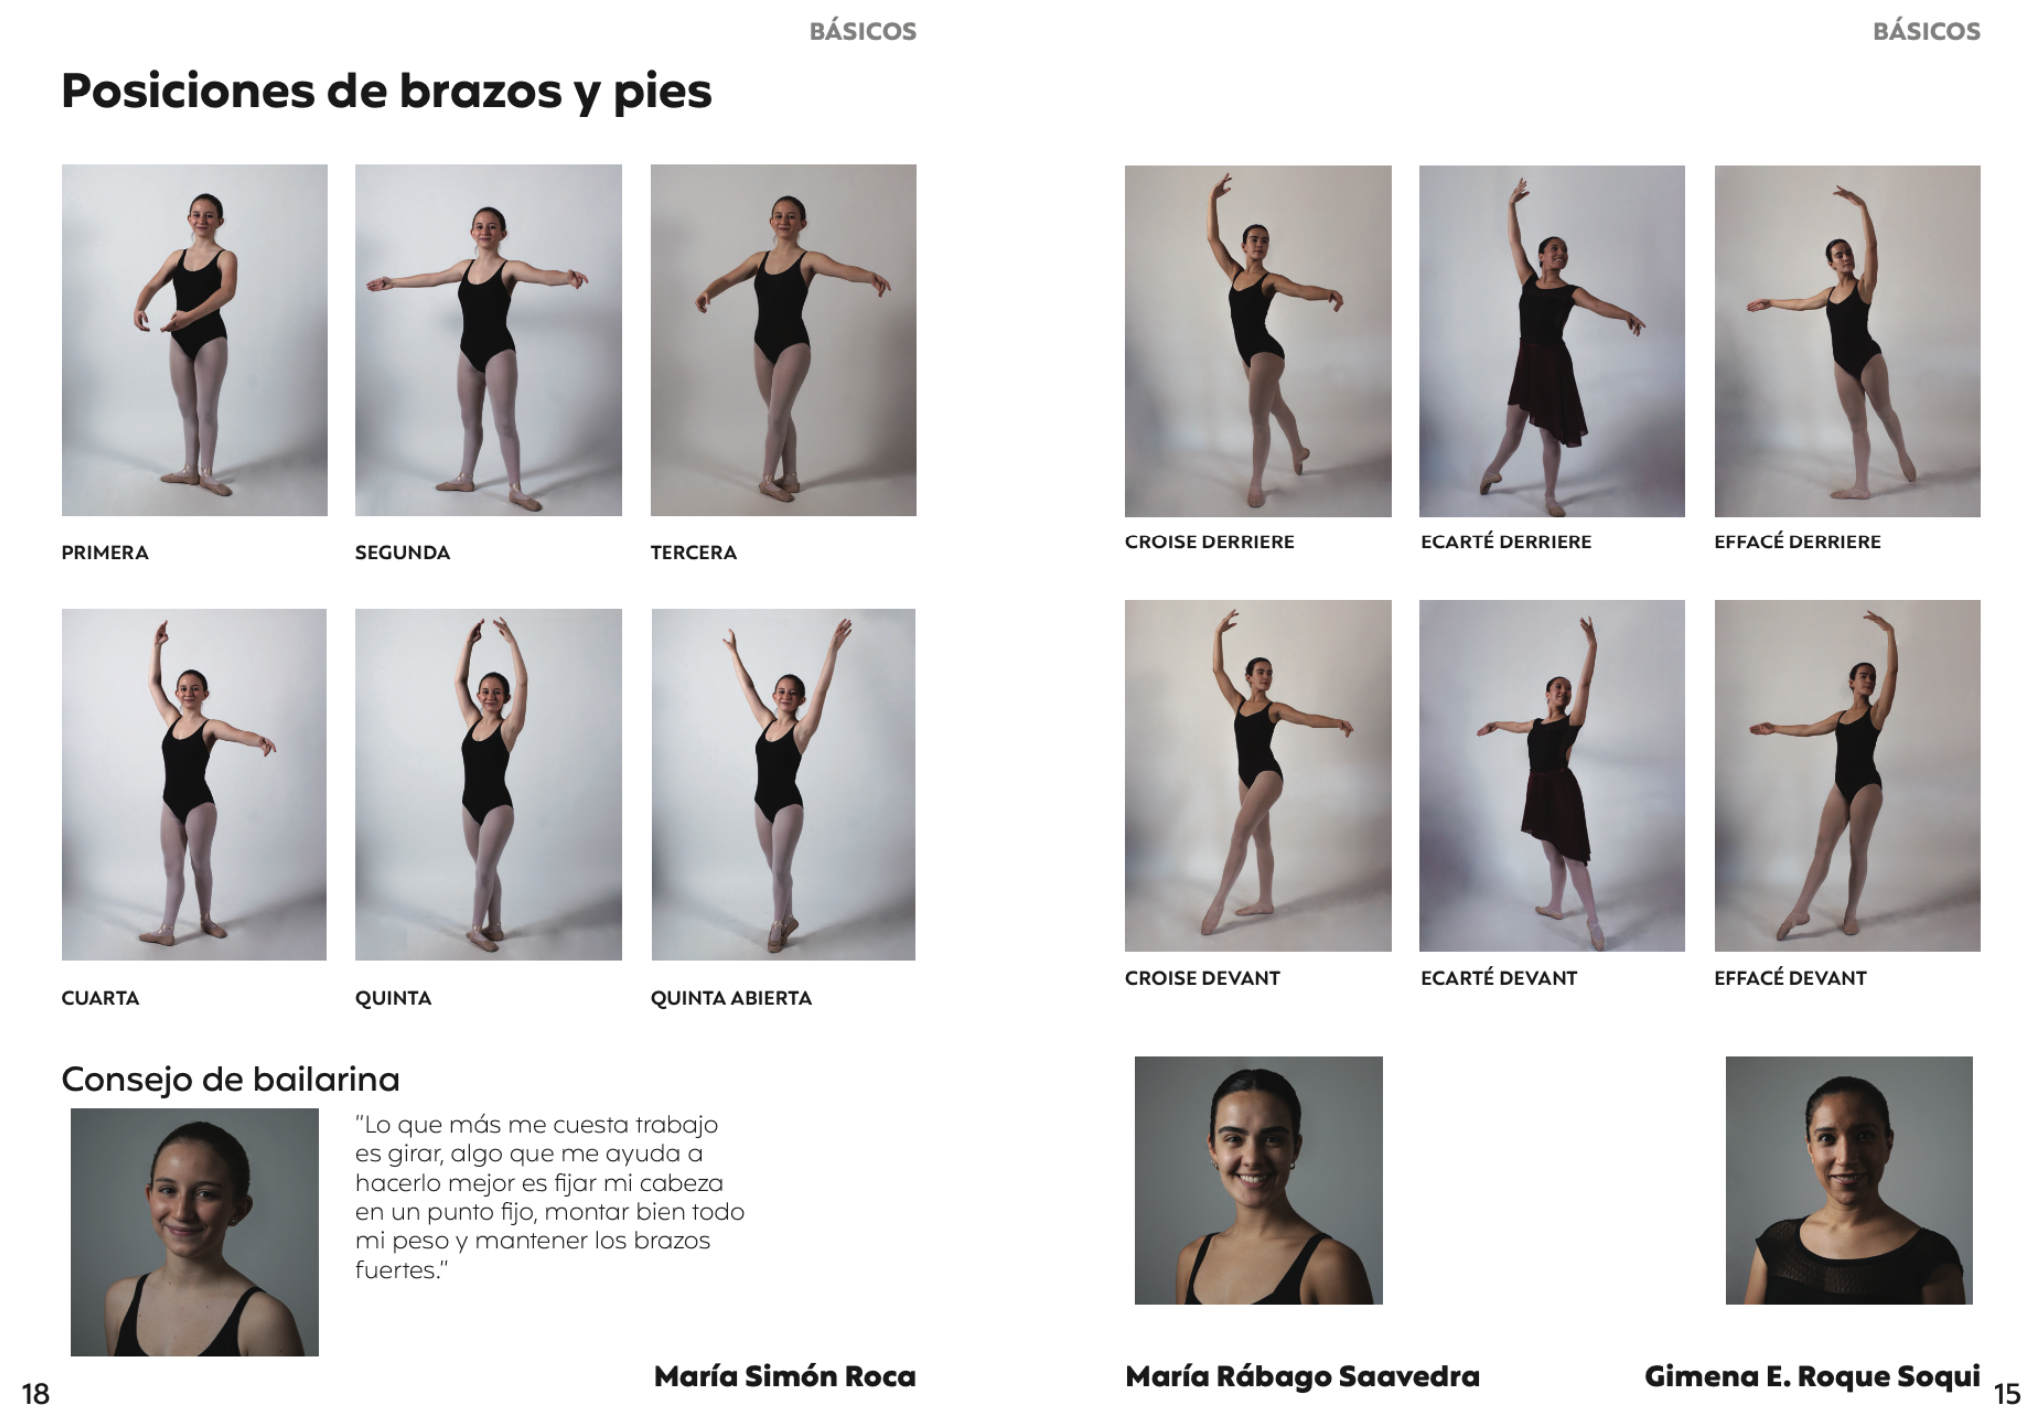 BÁSICOS
Posiciones de brazos y pies
PRIMERA
SEGUNDA
TERCERA
CUARTA
QUINTA
QUINTA ABIERTA
Consejo de bailarina
"Lo que más me cuesta trabajo
es girar, algo que me ayuda a
hacerlo mejor es fijar mi cabeza
en un punto fijo, montar bien todo
mi peso y mantener los brazos
fuertes."
María Simón Roca
18
BÁSICOS
CROISE DERRIERE
ECARTÉ DERRIERE
EFFACÉ DERRIERE
CROISE DEVANT
ECARTÉ DEVANT
EFFACÉ DEVANT
María Rábago Saavedra
Gimena E. Roque Soqui
15